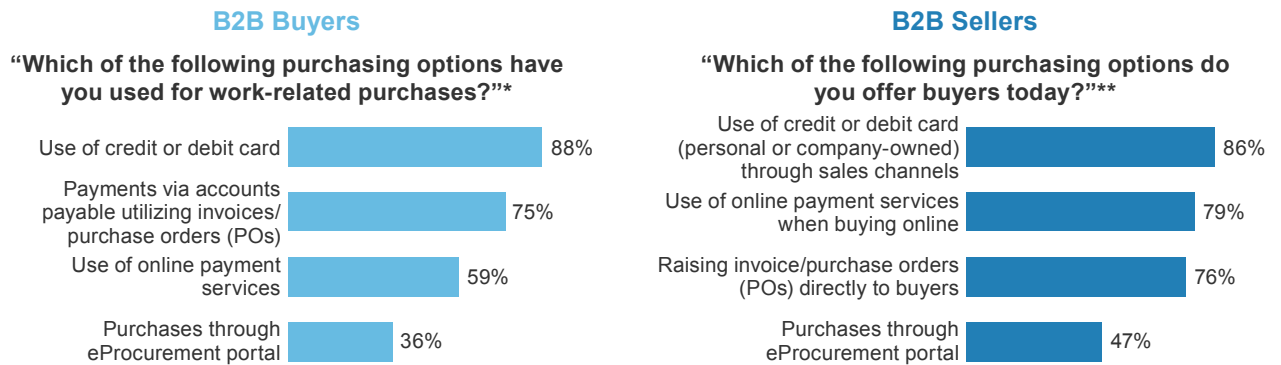 B2B Buyers
“Which of the following purchasing options have
you used for work-related purchases?”*
Use of credit or debit card
88%
Payments via accounts
payable utilizing invoices/
purchase orders (POs)
75%
Use of online payment
services
59%
Purchases through
eProcurement portal
36%
B2B Sellers
“Which of the following purchasing options do
you offer buyers today?”**
Use of credit or debit card
(personal or company-owned)
through sales channels
86%
Use of online payment services
when buying online
79%
Raising invoice/purchase orders
(POs) directly to buyers
76%
Purchases through
eProcurement portal
47%